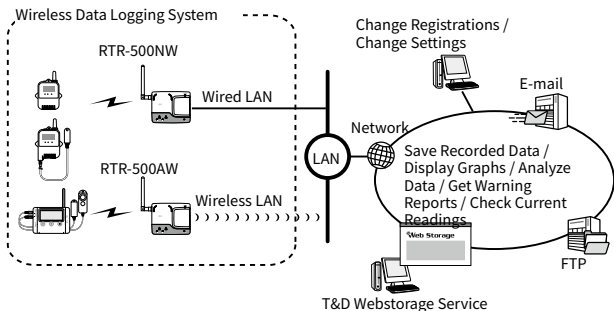 Wireless Data Logging System
RTR-500NW
Wired LAN
RTR-500AW
Wireless LAN
LAN
Network
Change Registrations /
Change Settings
E-mail
Save Recorded Data /
Display Graphs / Analyze
Data / Get Warning
Reports / Check Current
Readings
Web Storage
FTP
T&D Webstorage Service